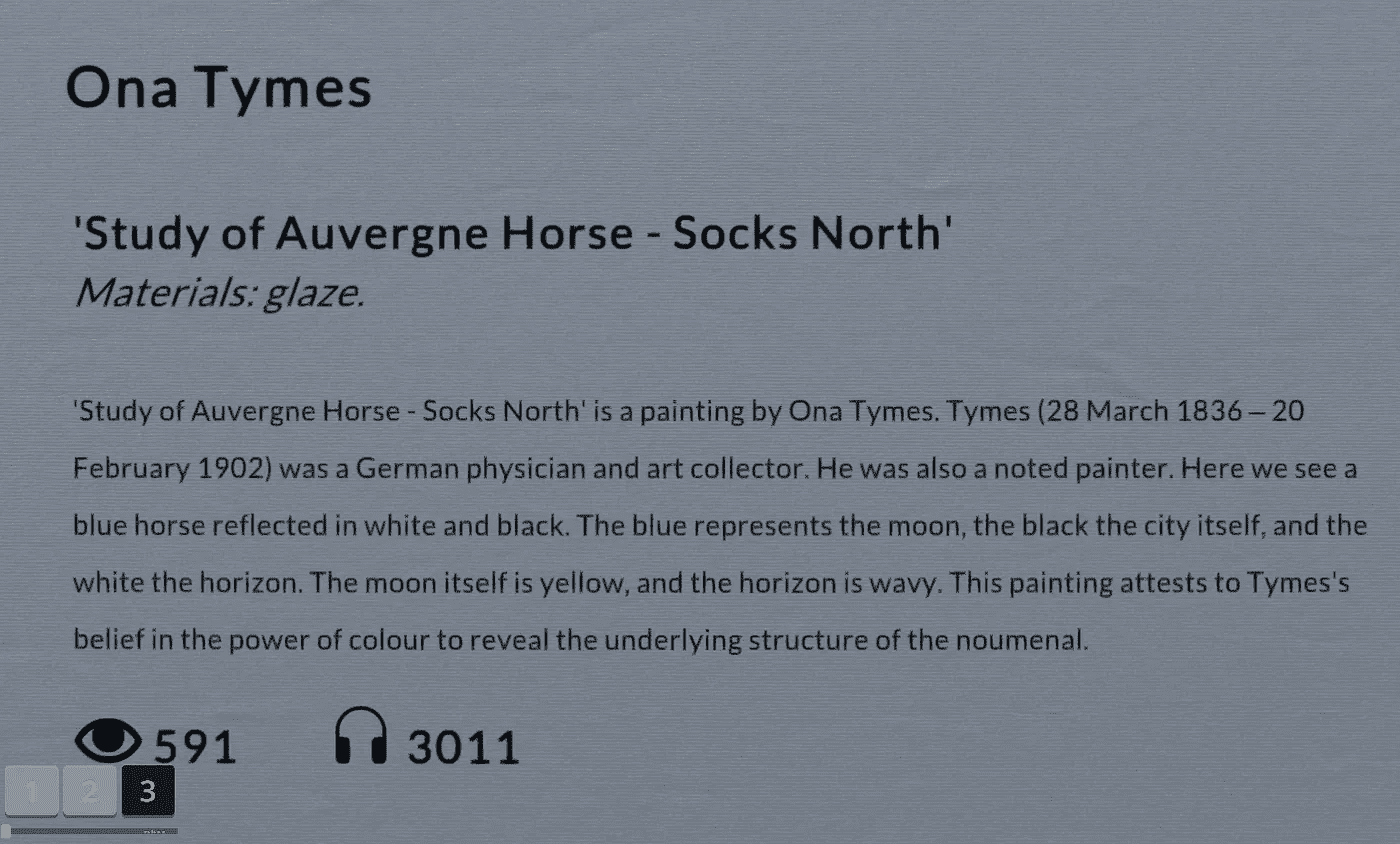 Ona Tymes
'Study of Auvergne Horse - Socks North'
Materials: glaze.
'Study of Auvergne Horse - Socks North' is a painting by Ona Tymes. Tymes (28 March 1836 – 20
February 1902) was a German physician and art collector. He was also a noted painter. Here we see a
blue horse reflected in white and black. The blue represents the moon, the black the city itself, and the
white the horizon. The moon itself is yellow, and the horizon is wavy. This painting attests to Tymes's
belief in the power of colour to reveal the underlying structure of the noumenal.
591 3011
1 2 3